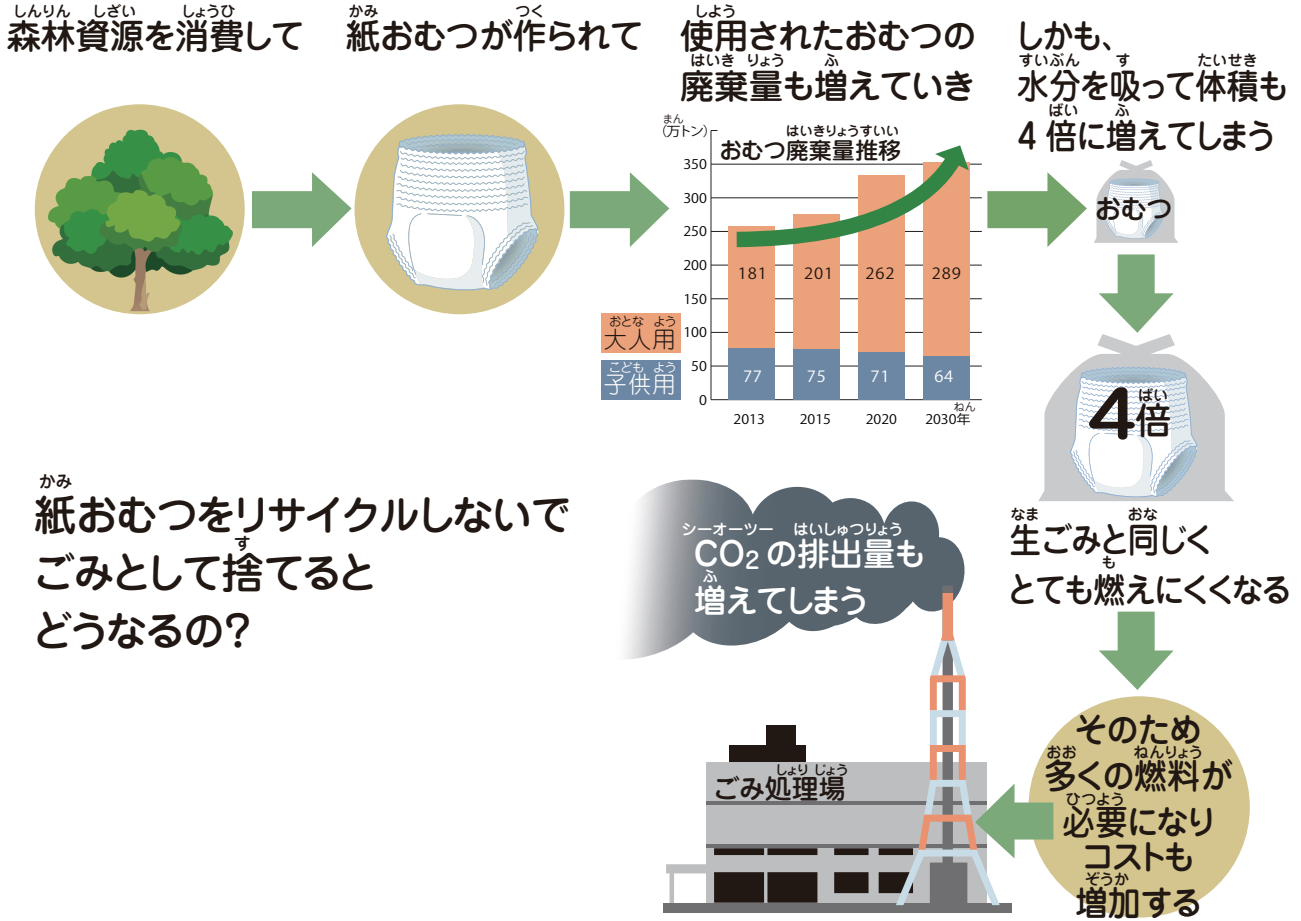 しんりん しざい しょうひ
森林資源を消費して
かみ つく
紙おむつが作られて
しよう
使用されたおむつの
はいき りょう ふ
廃棄量も増えていき
まん
(万トン)
はいきりょうすいい
おむつ廃棄量推移
350
300
250
200
150
100
50
0
181 201 262 289
77 75 71 64
2013 2015 2020 2030年
ねん
おとな よう
大人用
こども よう
子供用
しかも、
すいぶん す たいせき
水分を吸って体積も
ばい ふ
4倍に増えてしまう
おむつ
ばい
4倍
なま おな
生ごみと同じく
も
とても燃えにくくなる
そのため
おお ねんりょう
多くの燃料が
ひつよう
必要になり
コストも
ぞうか
増加する
しょり じょう
ごみ処理場
シーオーツー はいしゅつりょう
CO₂の排出量も
ふ
増えてしまう
かみ
紙おむつをリサイクルしないで
す
ごみとして捨てると
どうなるの?